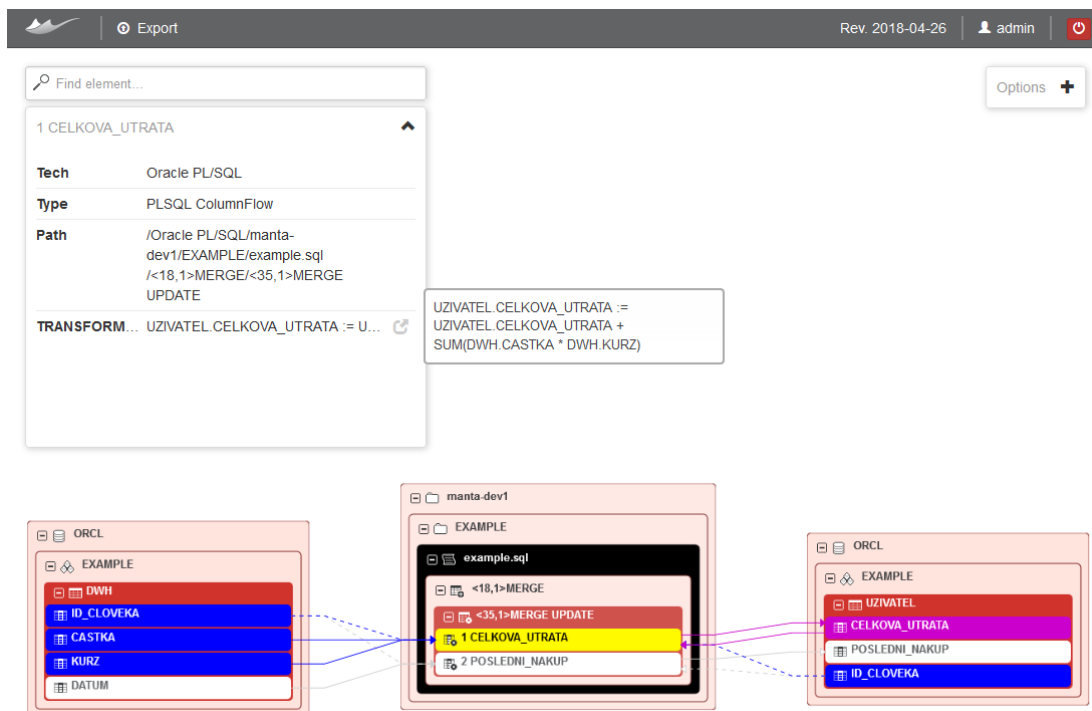 Export
Rev. 2018-04-26
admin
Find element...
Options
1 CELKOVA_UTRATA
Tech Oracle PL/SQL
Type PLSQL ColumnFlow
Path /Oracle PL/SQL/manta-
dev1/EXAMPLE/example.sql
/<18,1>MERGE/<35,1>MERGE
UPDATE
TRANSFORM... UZIVATEL.CELKOVA_UTRATA := U...
UZIVATEL.CELKOVA_UTRATA :=
UZIVATEL.CELKOVA_UTRATA +
SUM(DWH.CASTKA * DWH.KURZ)
ORCL
EXAMPLE
DWH
ID_CLOVEKA
CASTKA
KURZ
DATUM
manta-dev1
EXAMPLE
example.sql
<18,1>MERGE
<35,1>MERGE UPDATE
1 CELKOVA_UTRATA
2 POSLEDNI_NAKUP
ORCL
EXAMPLE
UZIVATEL
CELKOVA_UTRATA
POSLEDNI_NAKUP
ID_CLOVEKA